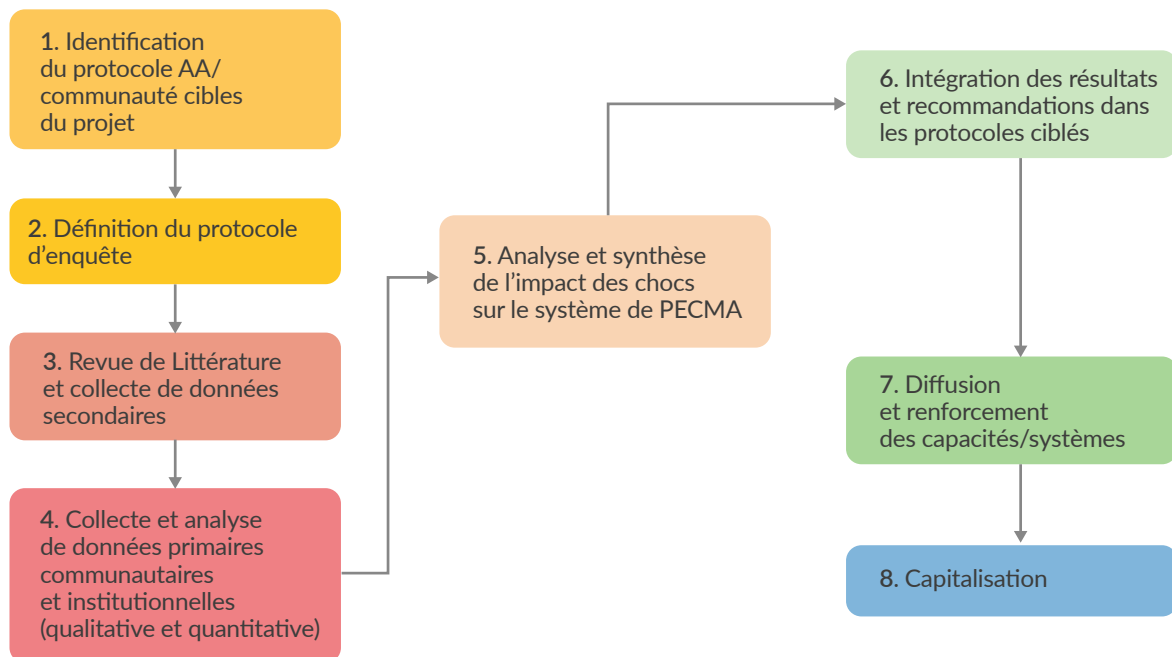 1. Identification
du protocole AA/
communauté cibles
du projet
2. Définition du protocole
d'enquête
3. Revue de Littérature
et collecte de données
secondaires
4. Collecte et analyse
de données primaires
communautaires
et institutionnelles
(qualitative et quantitative)
5. Analyse et synthèse
de l'impact des chocs
sur le système de PECMA
6. Intégration des résultats
et recommandations dans
les protocoles ciblés
7. Diffusion
et renforcement
des capacités/systèmes
8. Capitalisation